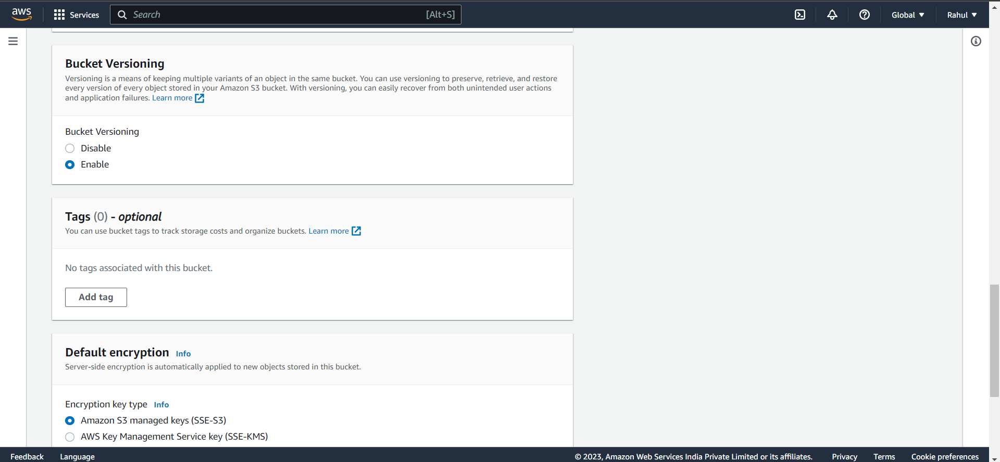 aws
Services
Search [Alt+S]
Global
Rahul
Bucket Versioning
Versioning is a means of keeping multiple variants of an object in the same bucket. You can use versioning to preserve, retrieve, and restore
every version of every object stored in your Amazon S3 bucket. With versioning, you can easily recover from both unintended user actions
and application failures. Learn more
Bucket Versioning
Disable
Enable
Tags (0) - optional
You can use bucket tags to track storage costs and organize buckets. Learn more
No tags associated with this bucket.
Add tag
Default encryption Info
Server-side encryption is automatically applied to new objects stored in this bucket.
Encryption key type Info
Amazon S3 managed keys (SSE-S3)
AWS Key Management Service key (SSE-KMS)
Feedback Language © 2023, Amazon Web Services India Private Limited or its affiliates. Privacy Terms Cookie preferences